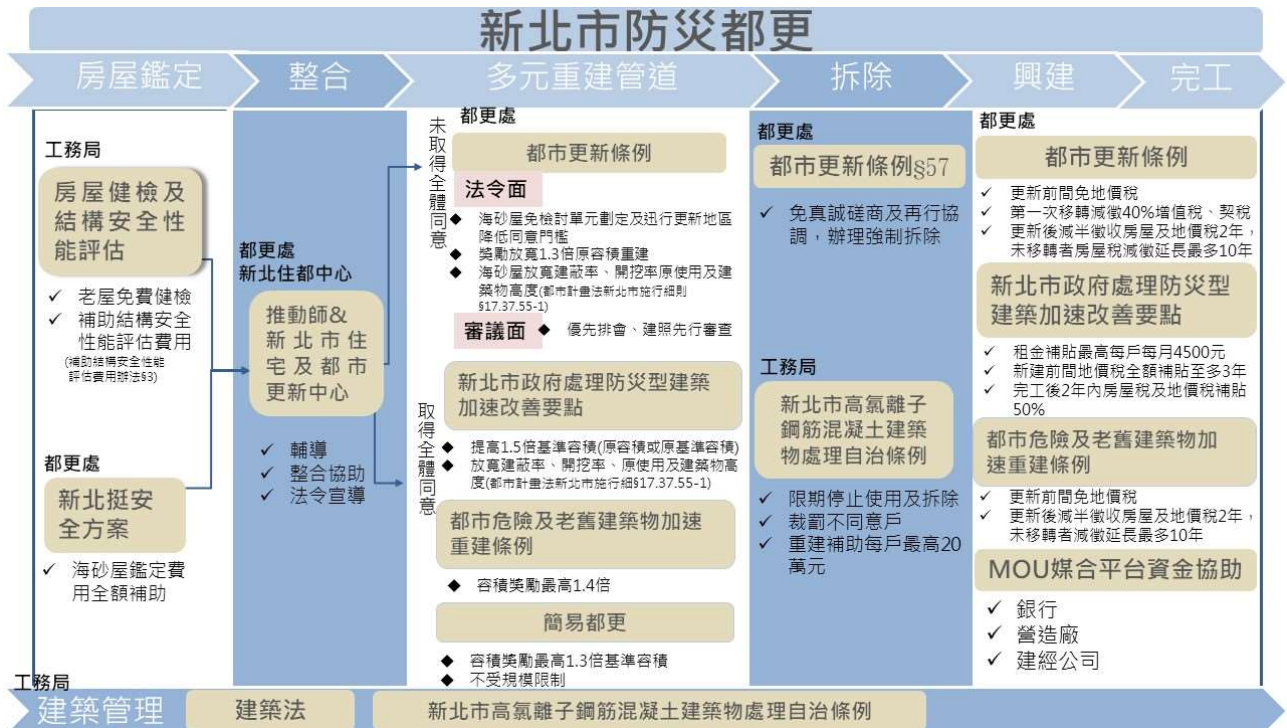 新北市防災都更
房屋鑑定
整合
多元重建管道
拆除
興建
完工
工務局
房屋健檢及
結構安全性
能評估
✓ 老屋免費健檢
✓ 補助結構安全
性能評估費用
(補助結構安全性能
評估費用辦法§3)
都更處
新北挺安
全方案
✓ 海砂屋鑑定費
用全額補助
都更處
新北住都中心
推動師&
新北市住
宅及都市
更新中心
✓ 輔導
✓ 整合協助
✓ 法令宣導
未取得全體同意
都更處
都市更新條例
法令面
◆ 海砂屋免檢討單元劃定及迅行更新地區
降低同意門檻
◆ 獎勵放寬1.3倍原容積重建
◆ 海砂屋放寬建蔽率、開挖率原使用及建
築物高度(都市計畫法新北市施行細則
§17.37.55-1)
審議面
◆ 優先排會、建照先行審查
取得全體同意
新北市政府處理防災型建築
加速改善要點
◆ 提高1.5倍基準容積(原容積或原基準容積)
◆ 放寬建蔽率、開挖率、原使用及建築物高
度(都市計畫法新北市施行細§17.37.55-1)
都市危險及老舊建築物加速
重建條例
◆ 容積獎勵最高1.4倍
簡易都更
◆ 容積獎勵最高1.3倍基準容積
◆ 不受規模限制
都更處
都市更新條例§57
✓ 免真誠磋商及再行協
調，辦理強制拆除
工務局
新北市高氯離子
鋼筋混凝土建築
物處理自治條例
✓ 限期停止使用及拆除
✓ 裁罰不同意戶
✓ 重建補助每戶最高20
萬元
都更處
都市更新條例
✓ 更新前間免地價稅
✓ 第一次移轉減徵40%增值稅、契稅
✓ 更新後減半徵收房屋及地價稅2年，
未移轉者房屋稅減徵延長最多10年
新北市政府處理防災型
建築加速改善要點
✓ 租金補貼最高每戶每月4500元
✓ 新建前間地價稅全額補貼至多3年
✓ 完工後2年內房屋稅及地價稅補貼
50%
都市危險及老舊建築物加
速重建條例
✓ 更新前間免地價稅
✓ 更新後減半徵收房屋及地價稅2年，
未移轉者減徵延長最多10年
MOU媒合平台資金協助
✓ 銀行
✓ 營造廠
✓ 建經公司
工務局
建築管理
建築法
新北市高氯離子鋼筋混凝土建築物處理自治條例